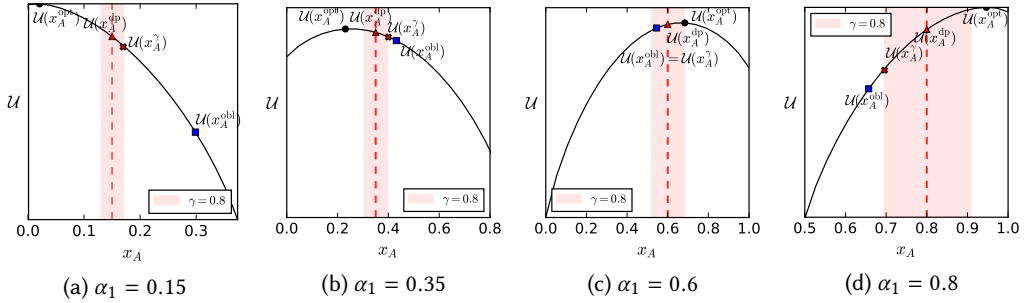 𝒰(x_A^opt)
𝒰(x_A^dp)
𝒰(x_A^γ)
𝒰
𝒰(x_A^obl)
γ=0.8
0.0 0.1 0.2 0.3
x_A
(a) α₁ = 0.15
𝒰(x_A^opt)
𝒰(x_A^dp)
𝒰(x_A^γ)
𝒰(x_A^obl)
𝒰
γ=0.8
0.0 0.2 0.4 0.6 0.8
x_A
(b) α₁ = 0.35
𝒰(x_A^opt)
𝒰(x_A^dp)
𝒰(x_A^obl)=𝒰(x_A^γ)
𝒰
γ=0.8
0.0 0.2 0.4 0.6 0.8 1.0
x_A
(c) α₁ = 0.6
γ=0.8
𝒰(x_A^opt)
𝒰(x_A^dp)
𝒰(x_A^γ)
𝒰(x_A^obl)
𝒰
0.5 0.6 0.7 0.8 0.9 1.0
x_A
(d) α₁ = 0.8